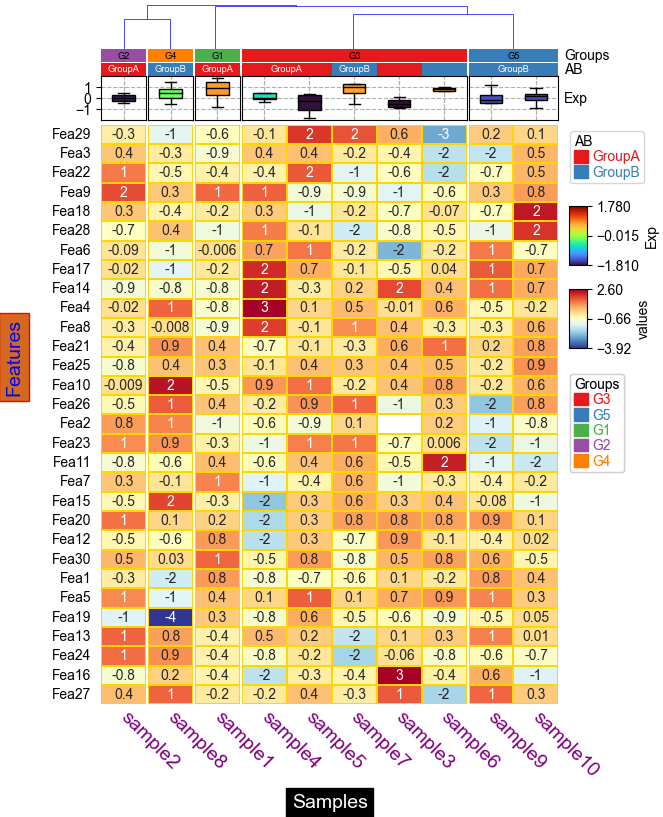 G2 G4 G1 G3 G5 Groups
GroupA GroupB GroupA GroupA GroupB GroupB AB
1
0
−1
Exp
Fea29 -0.3 -1 -0.6 -0.1 2 2 0.6 -3 0.2 0.1
Fea3 0.4 -0.3 -0.9 0.4 0.4 -0.2 -0.4 -2 -2 0.5
Fea22 1 -0.5 -0.4 -0.4 2 -1 -0.6 -2 -0.7 0.5
Fea9 2 0.3 1 1 -0.9 -0.9 -1 -0.6 0.3 0.8
Fea18 0.3 -0.4 -0.2 0.3 -1 -0.2 -0.7 -0.07 -0.7 2
Fea28 -0.7 0.4 -1 1 -0.1 -2 -0.8 -0.5 -1 2
Fea6 -0.09 -1 -0.006 0.7 1 -0.2 -2 -0.2 1 -0.7
Fea17 -0.02 -1 -0.2 2 0.7 -0.1 -0.5 0.04 1 0.7
Fea14 -0.9 -0.8 -0.8 2 -0.3 0.2 2 0.4 1 0.7
Fea4 -0.02 1 -0.8 3 0.1 0.5 -0.01 0.6 -0.5 -0.2
Fea8 -0.3 -0.008 -0.9 2 -0.1 1 0.4 -0.3 -0.3 0.6
Fea21 -0.4 0.9 0.4 -0.7 -0.1 -0.3 0.6 1 0.2 0.8
Fea25 -0.8 0.4 0.3 -0.1 0.4 0.3 0.4 0.5 -0.2 0.9
Fea10 -0.009 2 -0.5 0.9 1 -0.2 0.4 0.8 -0.2 0.6
Fea26 -0.5 1 0.4 -0.2 0.9 1 -1 0.3 -2 0.8
Fea2 0.8 1 -1 -0.6 -0.9 0.1 0.2 -1 -0.8
Fea23 1 0.9 -0.3 -1 1 1 -0.7 0.006 -2 -1
Fea11 -0.8 -0.6 0.4 -0.6 0.4 0.6 -0.5 2 -1 -2
Fea7 0.3 -0.1 1 -1 -0.4 0.6 -1 -0.3 -0.4 -0.2
Fea15 -0.5 2 -0.3 -2 0.3 0.6 0.3 0.4 -0.08 -1
Fea20 1 0.1 0.2 -2 0.3 0.8 0.8 0.8 0.9 0.1
Fea12 -0.5 -0.6 0.8 -2 0.3 -0.7 0.9 -0.1 -0.4 0.02
Fea30 0.5 0.03 1 -0.5 0.8 -0.8 0.5 0.8 0.6 -0.5
Fea1 -0.3 -2 0.8 -0.8 -0.7 -0.6 0.1 -0.2 0.8 0.4
Fea5 1 -1 0.4 0.1 1 0.1 0.7 0.9 1 0.3
Fea19 -1 -4 0.3 -0.8 0.6 -0.5 -0.6 -0.9 -0.5 0.05
Fea13 1 0.8 -0.4 0.5 0.2 -2 0.1 0.3 1 0.01
Fea24 1 0.9 -0.4 -0.8 -0.2 -2 -0.06 -0.8 -0.6 -0.7
Fea16 -0.8 0.2 -0.4 -2 -0.3 -0.4 3 -0.4 0.6 -1
Fea27 0.4 1 -0.2 -0.2 0.4 -0.3 1 -2 1 0.3
sample2 sample8 sample1 sample4 sample5 sample7 sample3 sample6 sample9 sample10
Samples
Features
AB
GroupA
GroupB
1.780
−0.015
−1.810
Exp
2.60
−0.66
−3.92
values
Groups
G3
G5
G1
G2
G4